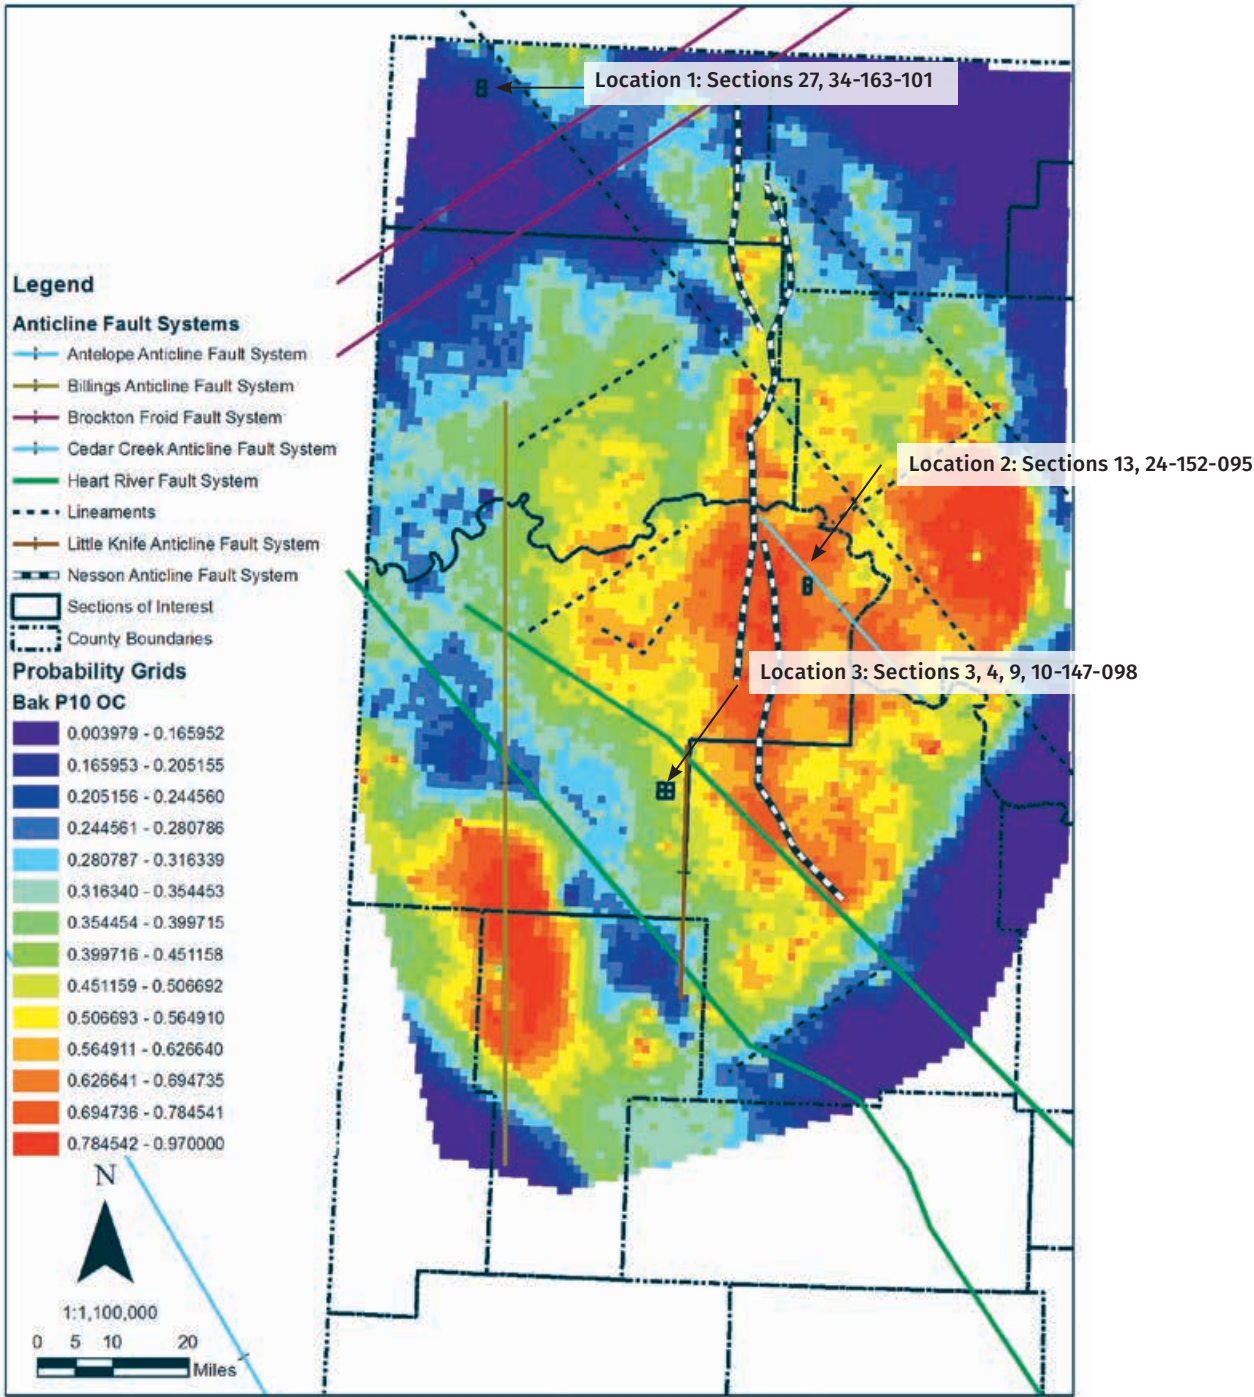 Location 1: Sections 27, 34-163-101
Legend
Anticline Fault Systems
Antelope Anticline Fault System
Billings Anticline Fault System
Brockton Froid Fault System
Cedar Creek Anticline Fault System
Heart River Fault System
Lineaments
Little Knife Anticline Fault System
Nesson Anticline Fault System
Sections of Interest
County Boundaries
Probability Grids
Bak P10 OC
0.003979 - 0.165952
0.165953 - 0.205155
0.205156 - 0.244560
0.244561 - 0.280786
0.280787 - 0.316339
0.316340 - 0.354453
0.354454 - 0.399715
0.399716 - 0.451158
0.451159 - 0.506692
0.506693 - 0.564910
0.564911 - 0.626640
0.626641 - 0.694735
0.694736 - 0.784541
0.784542 - 0.970000
Location 2: Sections 13, 24-152-095
Location 3: Sections 3, 4, 9, 10-147-098
N
1:1,100,000
0 5 10 20
Miles